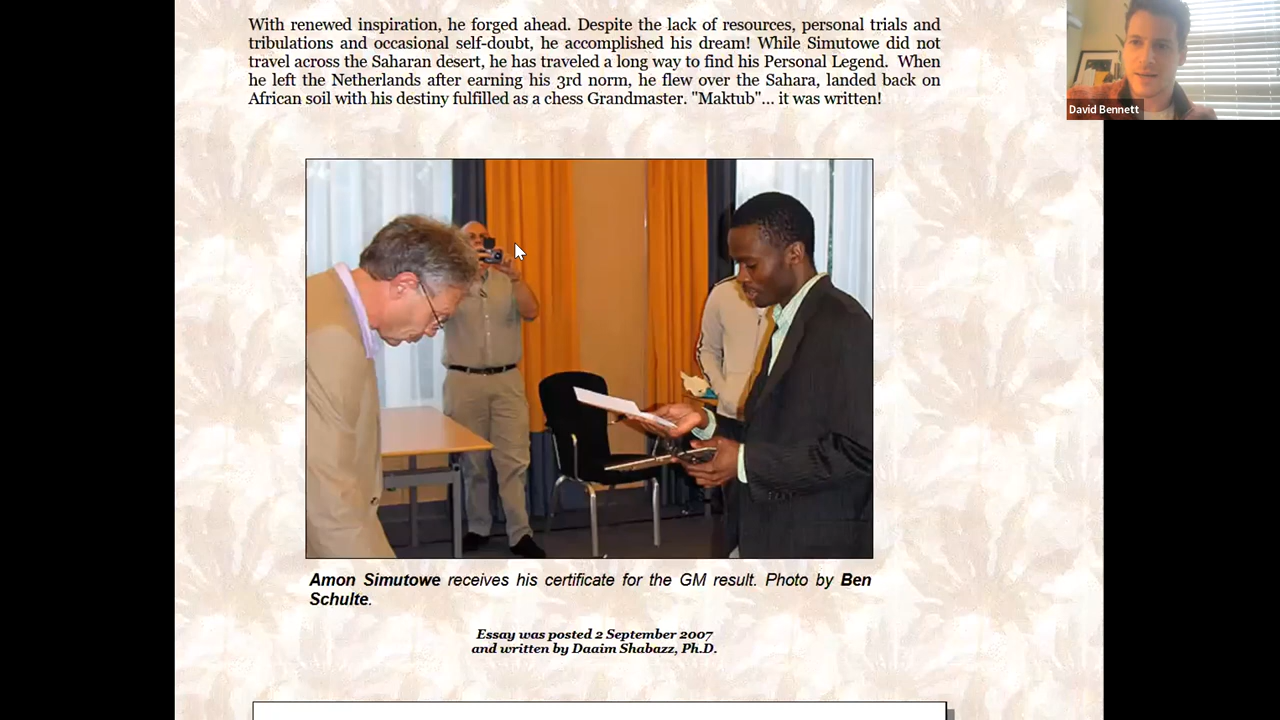 With renewed inspiration, he forged ahead. Despite the lack of resources, personal trials and
tribulations and occasional self-doubt, he accomplished his dream! While Simutowe did not
travel across the Saharan desert, he has traveled a long way to find his Personal Legend.  When
he left the Netherlands after earning his 3rd norm, he flew over the Sahara, landed back on
African soil with his destiny fulfilled as a chess Grandmaster. "Maktub"... it was written!
David Bennett
Amon Simutowe receives his certificate for the GM result. Photo by Ben
Schulte.
Essay was posted 2 September 2007
and written by Daaim Shabazz, Ph.D.